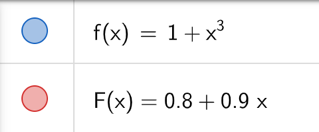 f(x) = 1 + x³
F(x) = 0.8 + 0.9 x